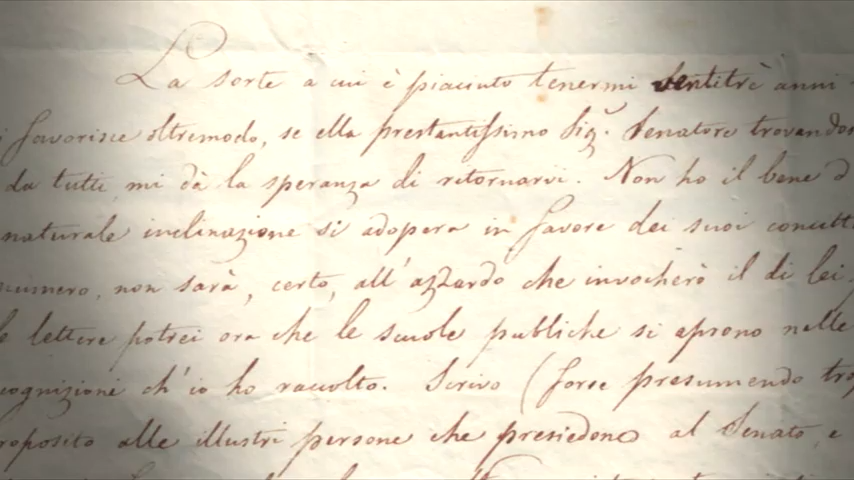 La sorte a cui è piaciuto tenermi ventitrè anni
favorisce oltremodo, se ella prestantissimo Sig.r Senatore trovando
da tutti mi dà la speranza di ritornarvi. Non ho il bene d
naturale inclinazione si adopera in favore dei suoi concitt
numero, non sarà, certo, all'azzardo che invocherò il di lei
lettere potrei ora che le scuole publiche si aprono nelle
cognizioni ch'io ho raccolto. Scrivo (forse presumendo trop
proposito alle illustri persone che presiedono al Senato, e